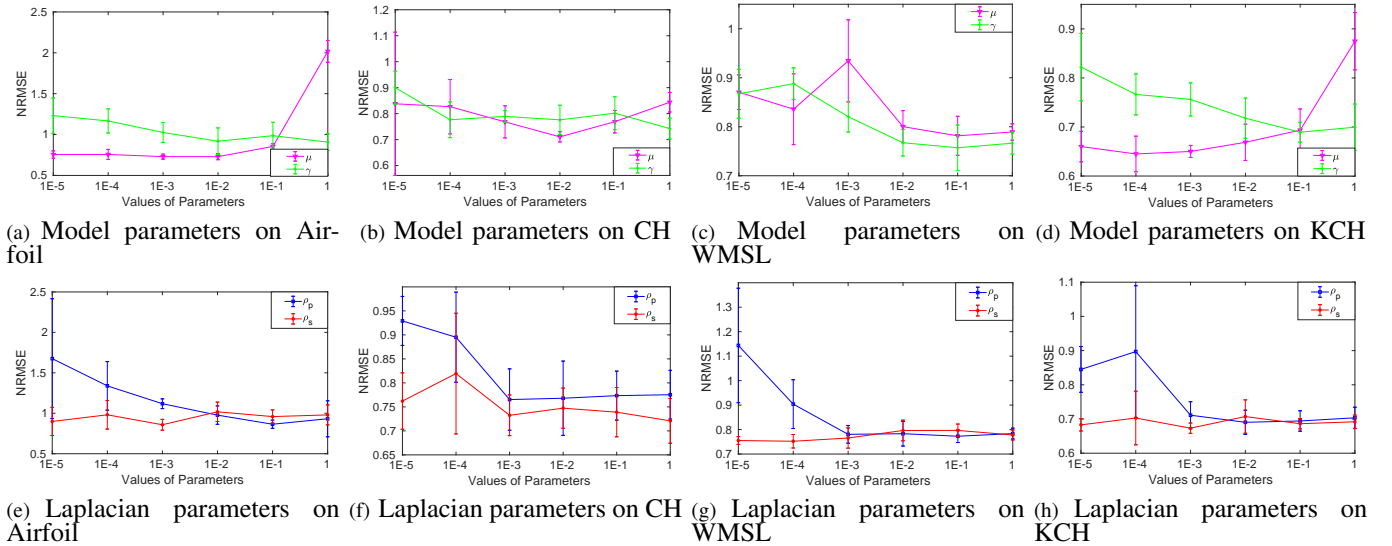 2.5
2
1.5
1
0.5
NRMSE
1E-5 1E-4 1E-3 1E-2 1E-1 1
Values of Parameters
μ
γ
(a) Model parameters on Air-
foil
1.2
1.1
1
0.9
0.8
0.7
0.6
NRMSE
1E-5 1E-4 1E-3 1E-2 1E-1 1
Values of Parameters
μ
γ
(b) Model parameters on CH
1
0.9
0.8
0.7
NRMSE
1E-5 1E-4 1E-3 1E-2 1E-1 1
Values of Parameters
μ
γ
(c) Model parameters on
WMSL
0.9
0.8
0.7
0.6
NRMSE
1E-5 1E-4 1E-3 1E-2 1E-1 1
Values of Parameters
μ
γ
(d) Model parameters on KCH
2.5
2
1.5
1
0.5
NRMSE
1E-5 1E-4 1E-3 1E-2 1E-1 1
Values of Parameters
ρp
ρs
(e) Laplacian parameters on
Airfoil
0.95
0.9
0.85
0.8
0.75
0.7
0.65
NRMSE
1E-5 1E-4 1E-3 1E-2 1E-1 1
Values of Parameters
ρp
ρs
(f) Laplacian parameters on CH
1.3
1.2
1.1
1
0.9
0.8
0.7
NRMSE
1E-5 1E-4 1E-3 1E-2 1E-1 1
Values of Parameters
ρp
ρs
(g) Laplacian parameters on
WMSL
1.1
1
0.9
0.8
0.7
0.6
NRMSE
1E-5 1E-4 1E-3 1E-2 1E-1 1
Values of Parameters
ρp
ρs
(h) Laplacian parameters on
KCH